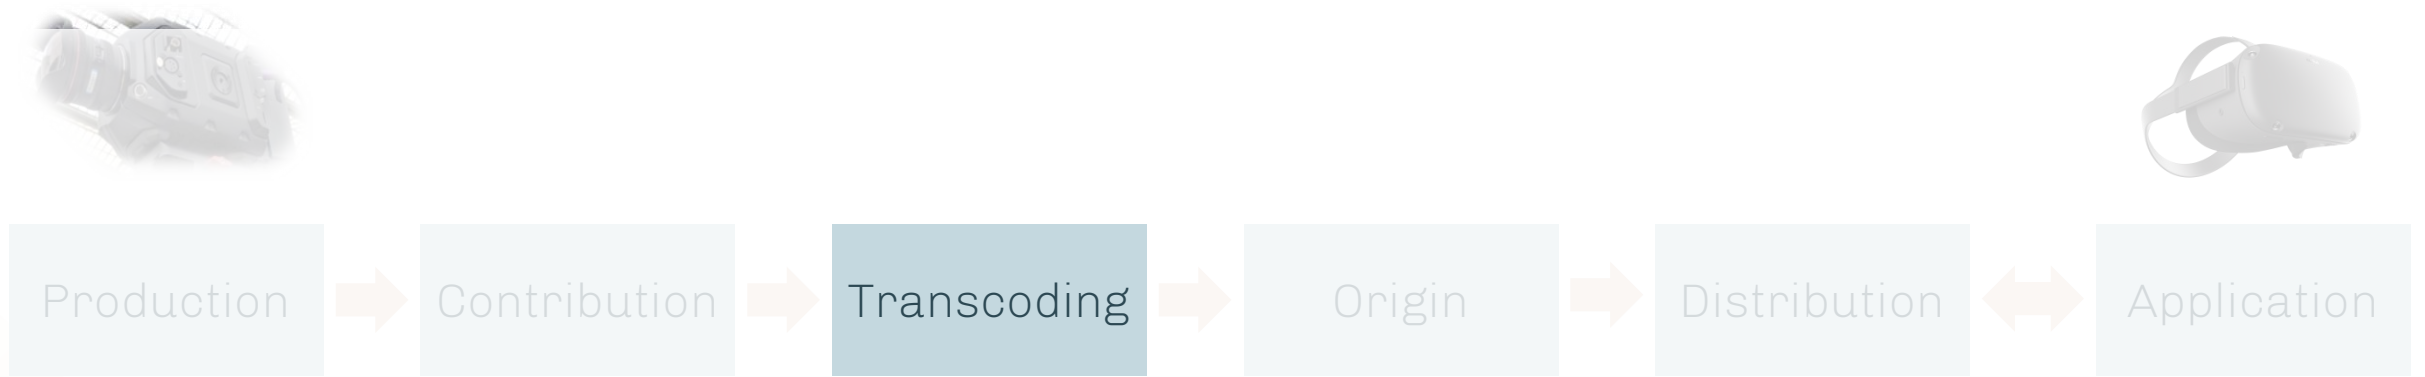 Production
Contribution
Transcoding
Origin
Distribution
Application